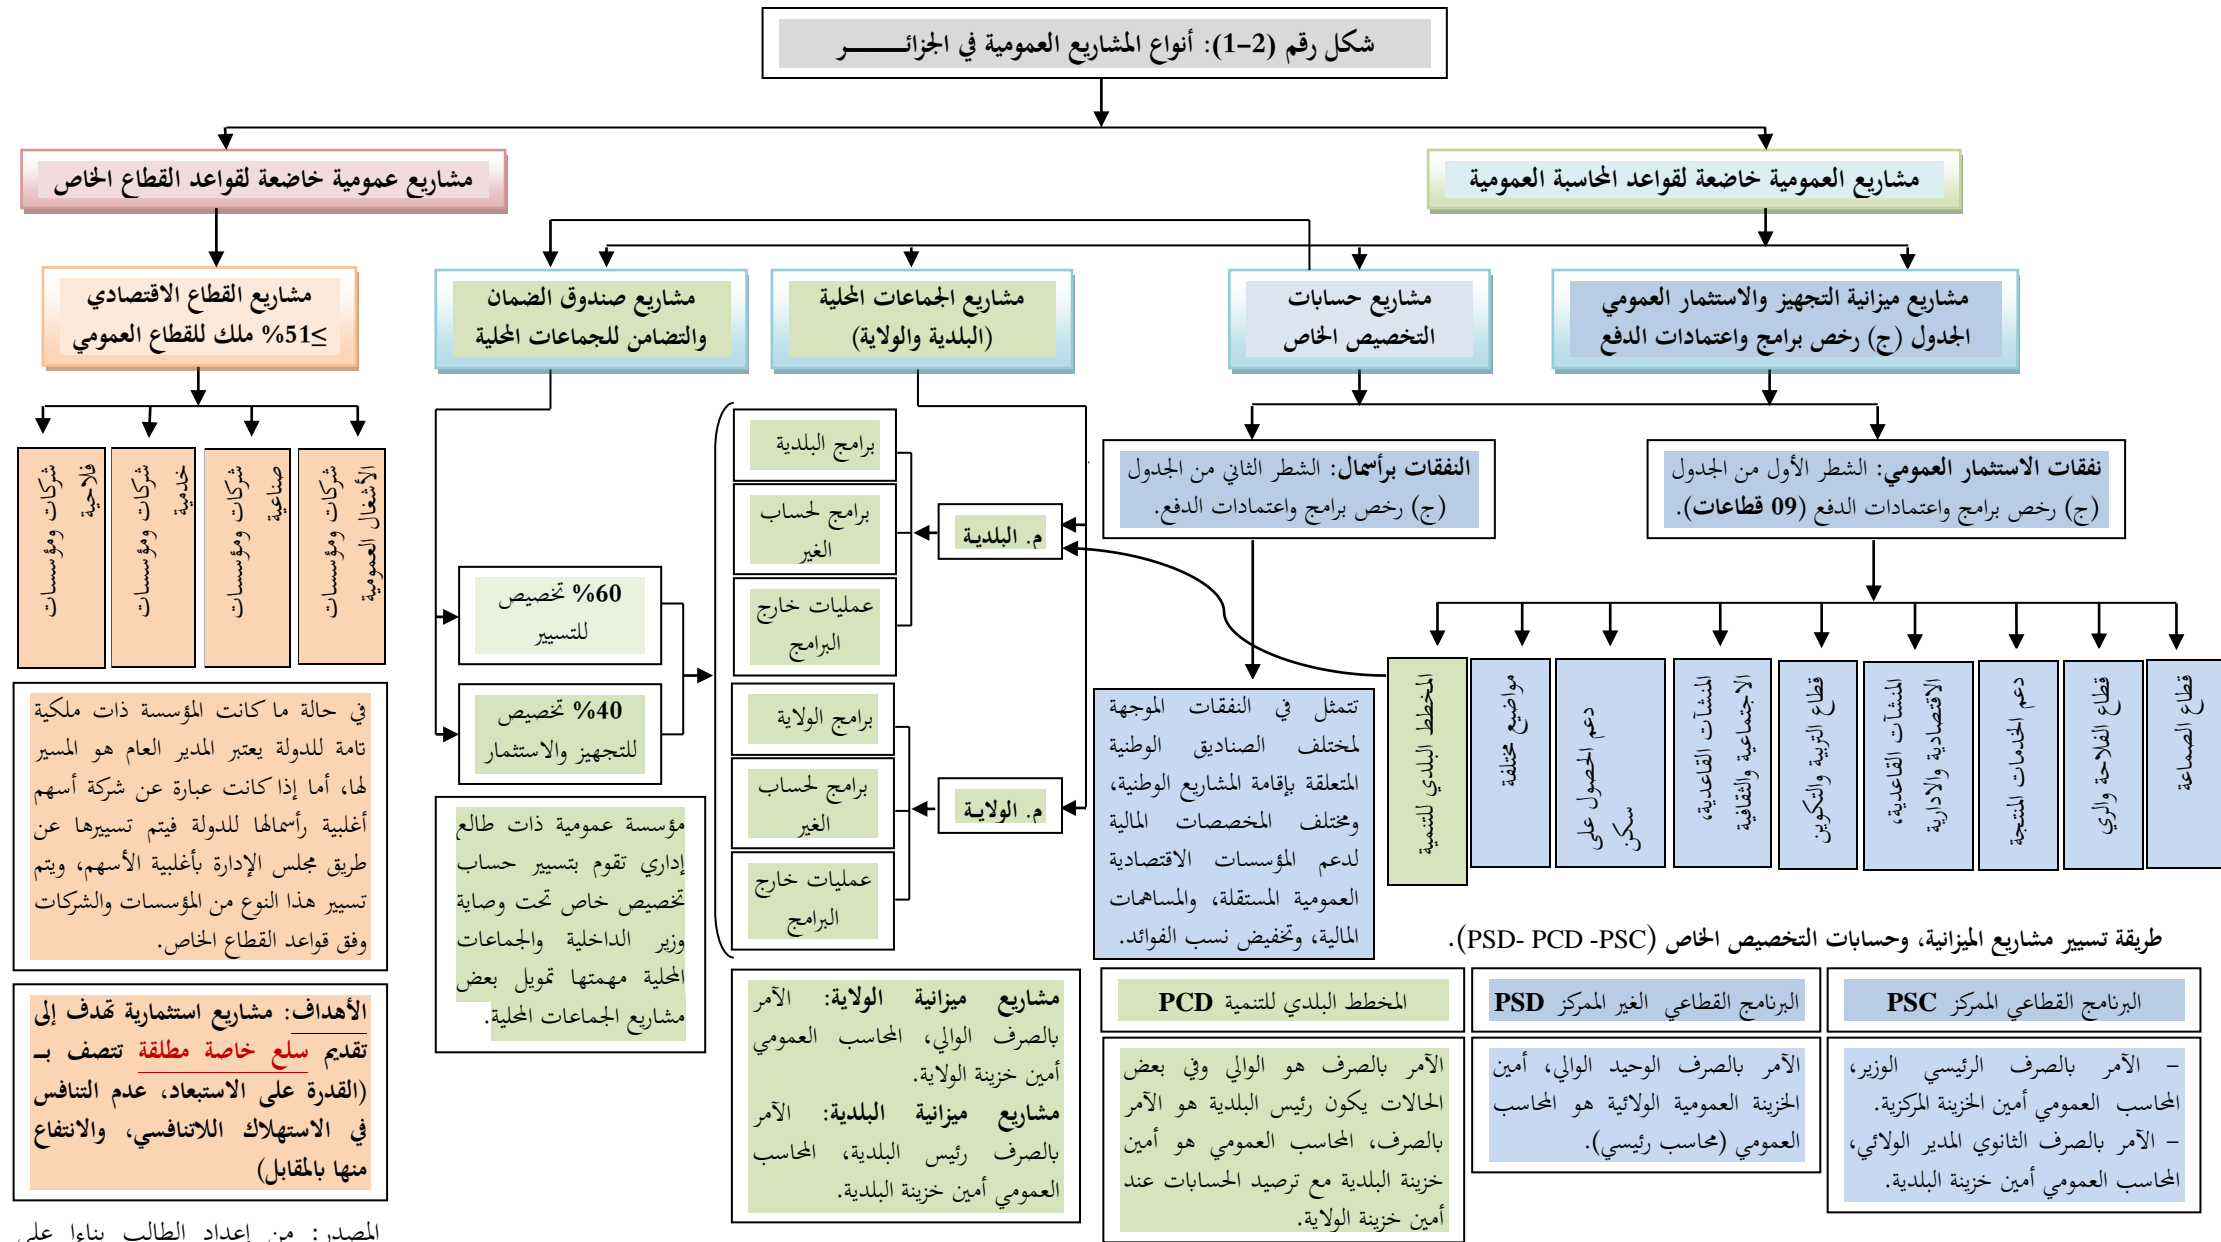 شكل رقم (2-1): أنواع المشاريع العمومية في الجزائـــــــر
مشاريع العمومية خاضعة لقواعد المحاسبة العمومية
مشاريع عمومية خاضعة لقواعد القطاع الخاص
مشاريع ميزانية التجهيز والاستثمار العمومي
الجدول (ج) رخص برامج واعتمادات الدفع
مشاريع حسابات
التخصيص الخاص
مشاريع الجماعات المحلية
(البلدية والولاية)
مشاريع صندوق الضمان
والتضامن للجماعات المحلية
مشاريع القطاع الاقتصادي
≥51% ملك للقطاع العمومي
نفقات الاستثمار العمومي: الشطر الأول من الجدول
(ج) رخص برامج واعتمادات الدفع (09 قطاعات).
النفقات برأسمال: الشطر الثاني من الجدول
(ج) رخص برامج واعتمادات الدفع.
قطاع الصناعة
قطاع الفلاحة والري
دعم الخدمات المنتجة
المنشآت القاعدية،
الاقتصادية والادارية
قطاع التربية والتكوين
المنشآت القاعدية،
الاجتماعية والثقافية
دعم الحصول على
سكن
مواضيع مختلفة
المخطط البلدي للتنمية
تتمثل في النفقات الموجهة
لمختلف الصناديق الوطنية
المتعلقة بإقامة المشاريع الوطنية،
ومختلف المخصصات المالية
لدعم المؤسسات الاقتصادية
العمومية المستقلة، والمساهمات
المالية، وتخفيض نسب الفوائد.
م. البلدية
م. الولاية
برامج البلدية
برامج لحساب
الغير
عمليات خارج
البرامج
برامج الولاية
برامج لحساب
الغير
عمليات خارج
البرامج
60% تخصيص
للتسيير
40% تخصيص
للتجهيز والاستثمار
مؤسسة عمومية ذات طالع
إداري تقوم بتسيير حساب
تخصيص خاص تحت وصاية
وزير الداخلية والجماعات
المحلية مهمتها تمويل بعض
مشاريع الجماعات المحلية.
شركات ومؤسسات
الأشغال العمومية
شركات ومؤسسات
صناعية
شركات ومؤسسات
خدمية
شركات ومؤسسات
فلاحية
في حالة ما كانت المؤسسة ذات ملكية
تامة للدولة يعتبر المدير العام هو المسير
لها، أما إذا كانت عبارة عن شركة أسهم
أغلبية رأسمالها للدولة فيتم تسييرها عن
طريق مجلس الإدارة بأغلبية الأسهم، ويتم
تسيير هذا النوع من المؤسسات والشركات
وفق قواعد القطاع الخاص.
الأهداف: مشاريع استثمارية تهدف إلى
تقديم سلع خاصة مطلقة تتصف بـ
(القدرة على الاستبعاد، عدم التنافس
في الاستهلاك اللاتنافسي، والانتفاع
منها بالمقابل)
طريقة تسيير مشاريع الميزانية، وحسابات التخصيص الخاص (PSD- PCD -PSC).
البرنامج القطاعي الممركز PSC
- الآمر بالصرف الرئيسي الوزير،
المحاسب العمومي أمين الخزينة المركزية.
- الآمر بالصرف الثانوي المدير الولائي،
المحاسب العمومي أمين خزينة البلدية.
البرنامج القطاعي الغير الممركز PSD
الآمر بالصرف الوحيد الوالي، أمين
الخزينة العمومية الولائية هو المحاسب
العمومي (محاسب رئيسي).
المخطط البلدي للتنمية PCD
الآمر بالصرف هو الوالي وفي بعض
الحالات يكون رئيس البلدية هو الآمر
بالصرف، المحاسب العمومي هو أمين
خزينة البلدية مع ترصيد الحسابات عند
أمين خزينة الولاية.
مشاريع ميزانية الولاية: الآمر
بالصرف الوالي، المحاسب العمومي
أمين خزينة الولاية.
مشاريع ميزانية البلدية: الآمر
بالصرف رئيس البلدية، المحاسب
العمومي أمين خزينة البلدية.
المصدر: من إعداد الطالب بناءا على